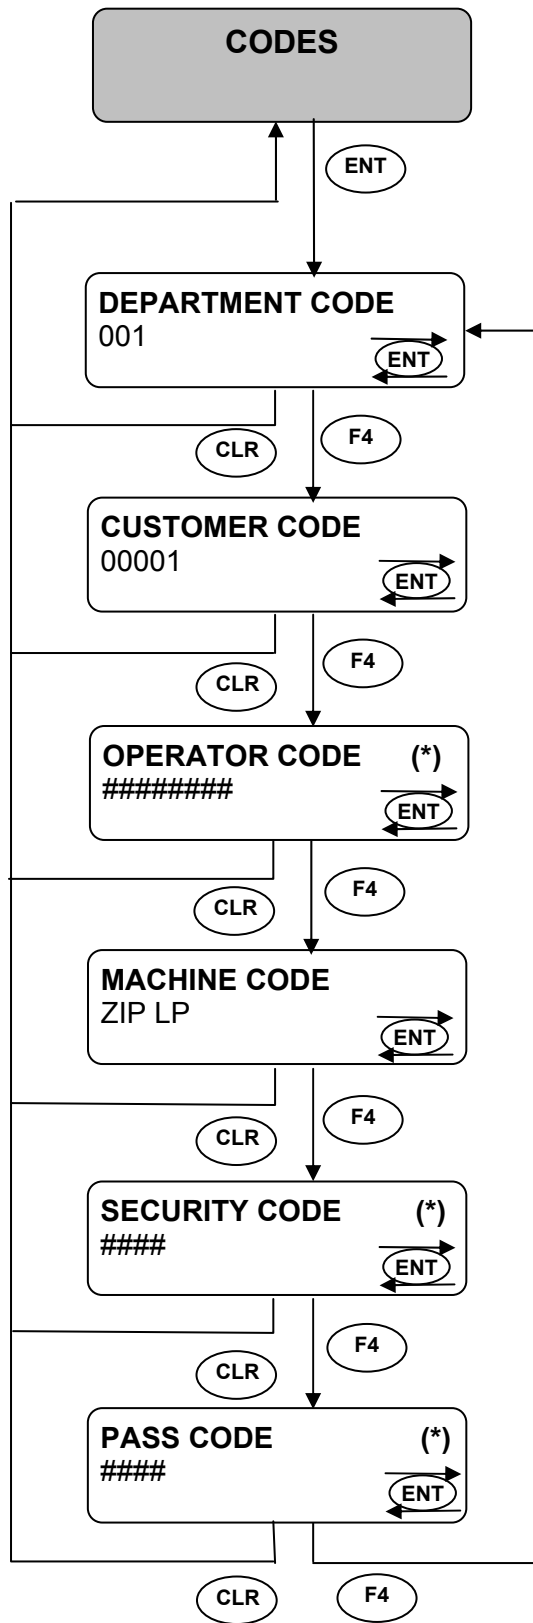 CODES
ENT
DEPARTMENT CODE
001
ENT
CLR
F4
CUSTOMER CODE
00001
ENT
CLR
F4
OPERATOR CODE (*)
########
ENT
CLR
F4
MACHINE CODE
ZIP LP
ENT
CLR
F4
SECURITY CODE (*)
####
ENT
CLR
F4
PASS CODE (*)
####
ENT
CLR
F4